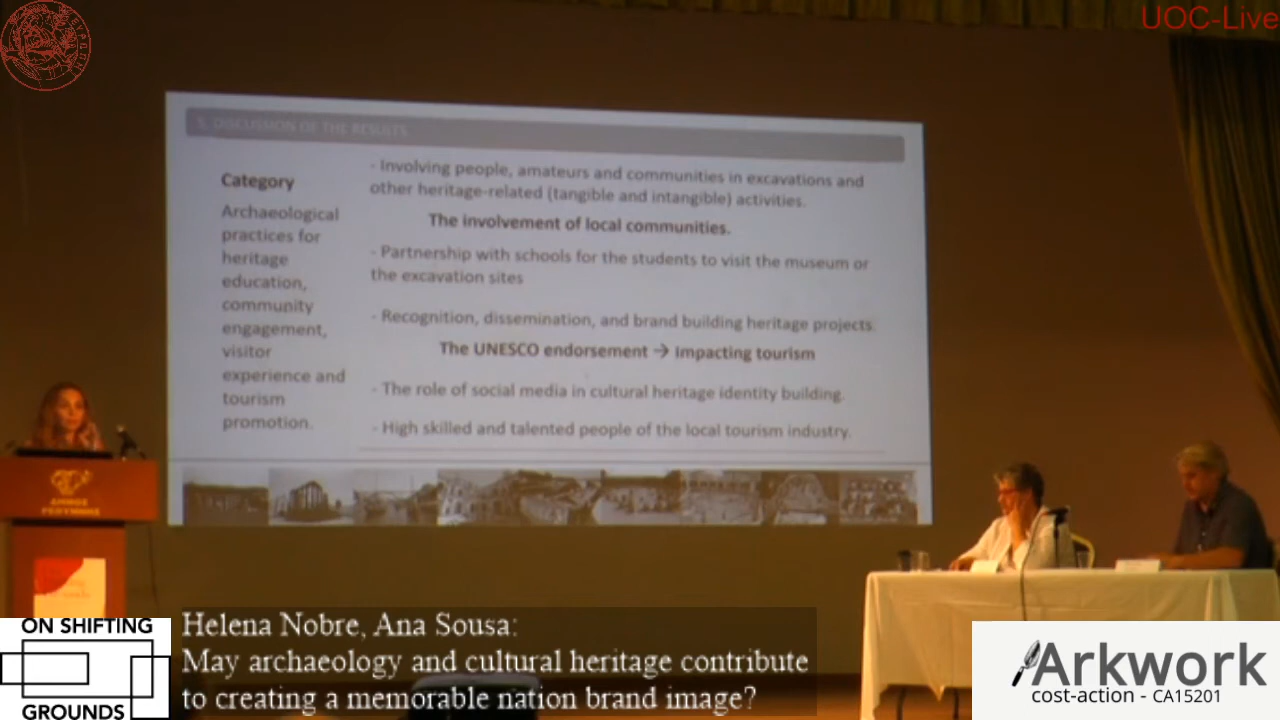 UOC-Live
5. DISCUSSION OF THE RESULTS
Category
Archaeological
practices for
heritage
education,
community
engagement,
visitor
experience and
tourism
promotion.
- Involving people, amateurs and communities in excavations and
other heritage-related (tangible and intangible) activities.
The involvement of local communities.
- Partnership with schools for the students to visit the museum or
the excavation sites
- Recognition, dissemination, and brand building heritage projects
The UNESCO endorsement → Impacting tourism
- The role of social media in cultural heritage identity building.
- High skilled and talented people of the local tourism industry.
ON SHIFTING
GROUNDS
Helena Nobre, Ana Sousa:
May archaeology and cultural heritage contribute
to creating a memorable nation brand image?
Arkwork
cost-action - CA15201